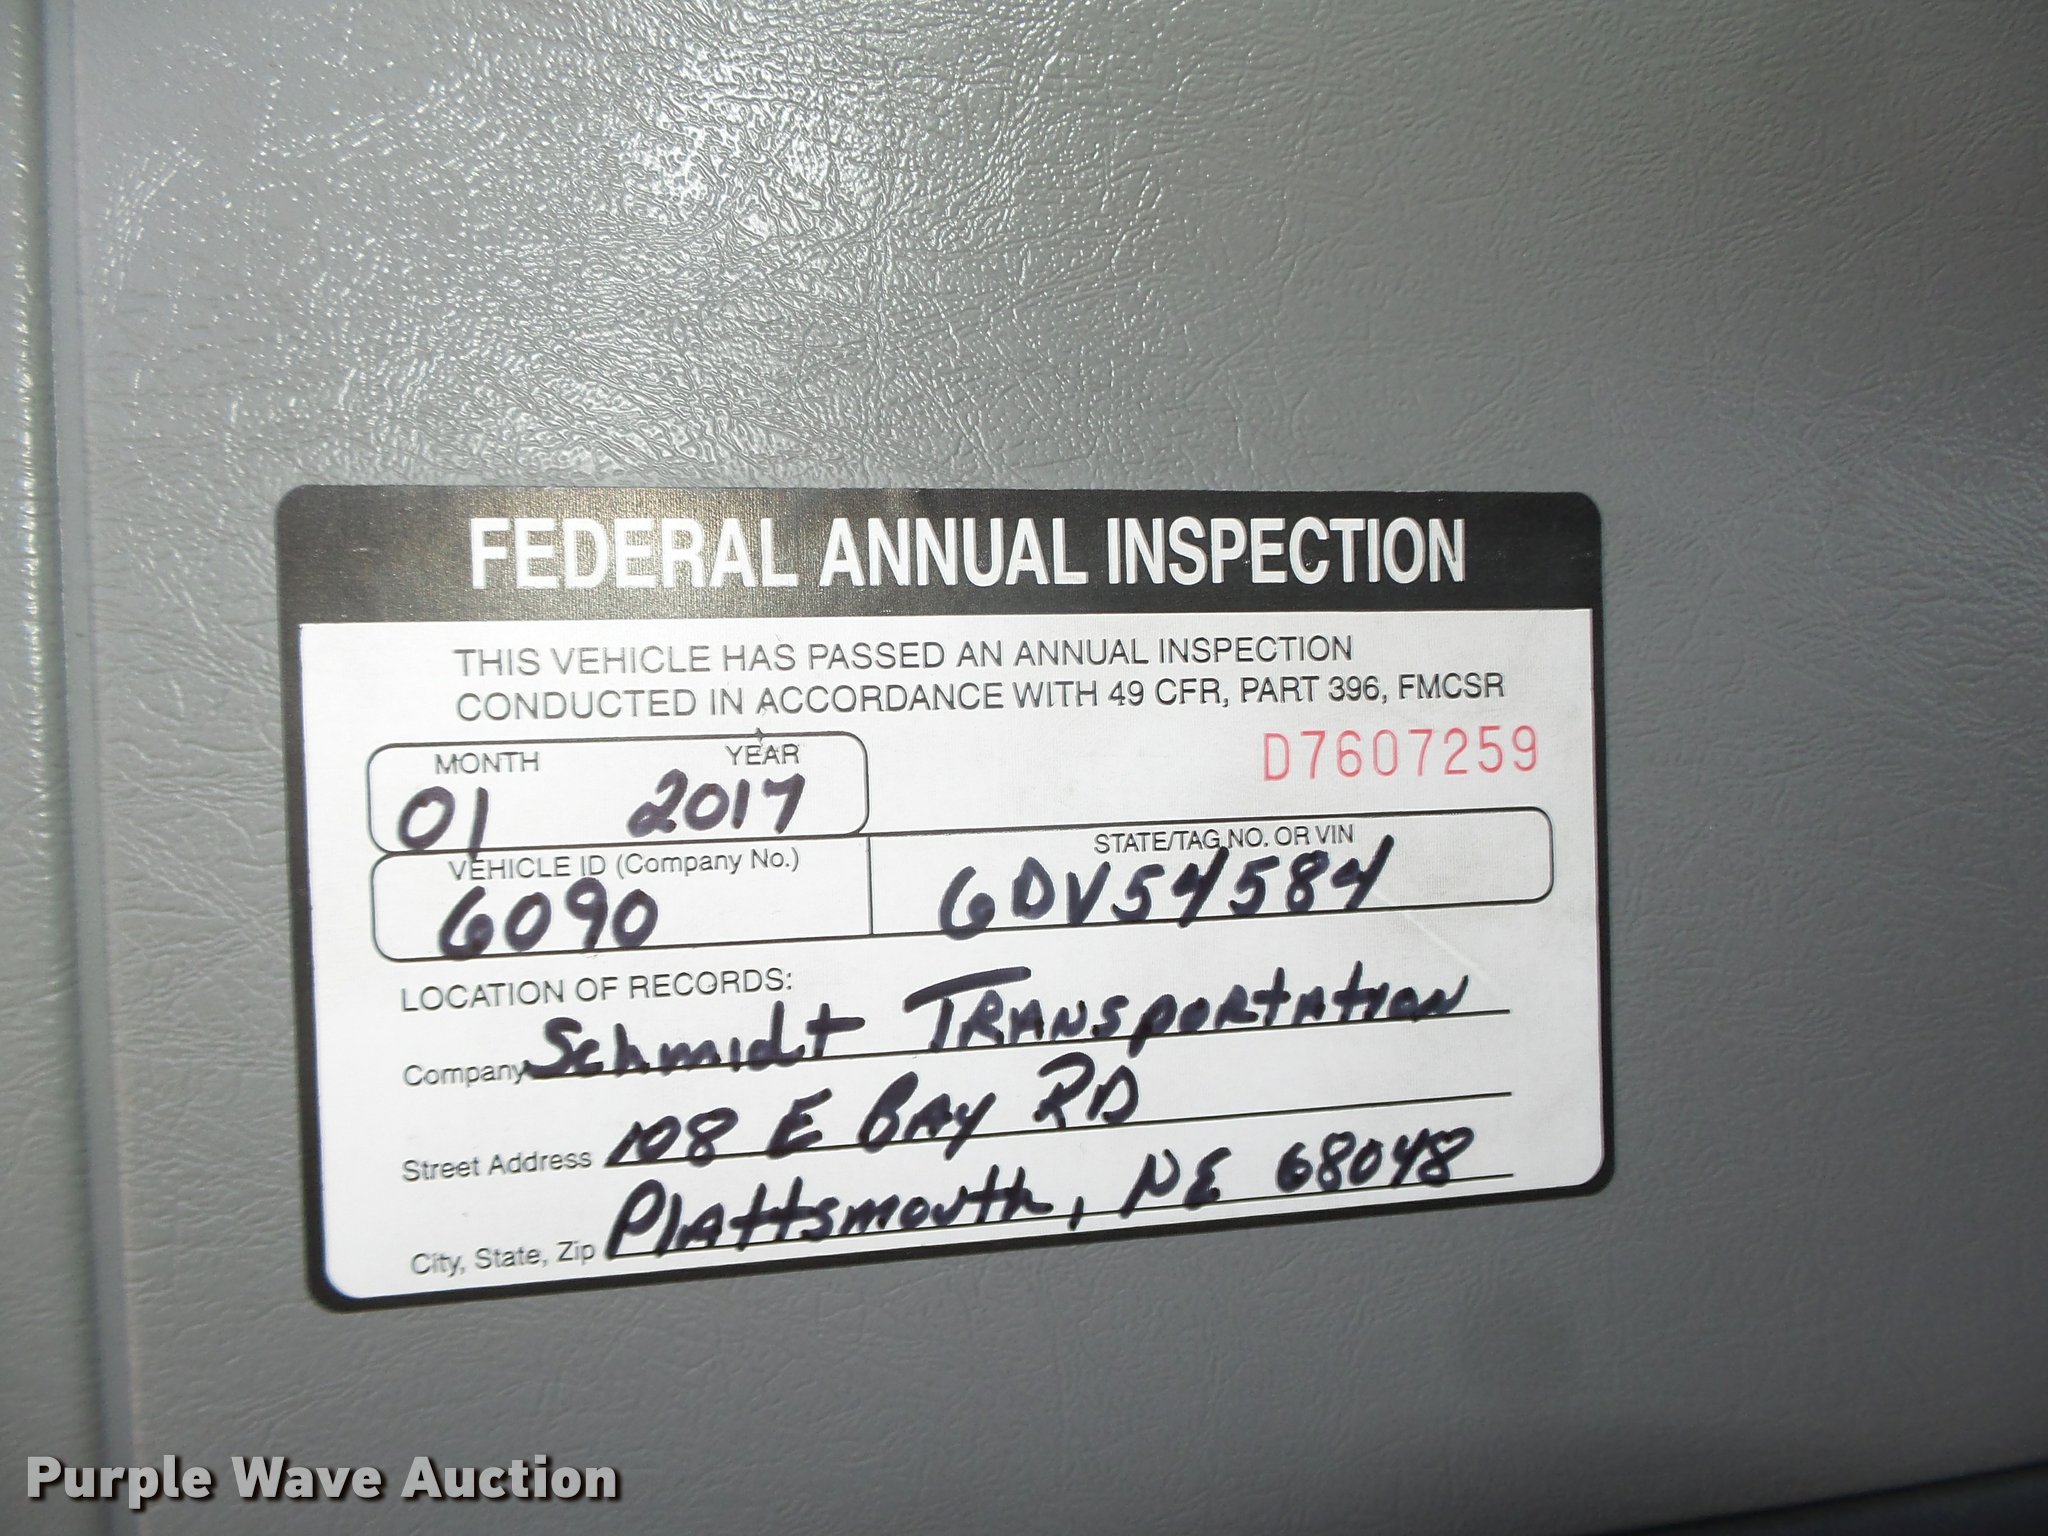 FEDERAL ANNUAL INSPECTION
THIS VEHICLE HAS PASSED AN ANNUAL INSPECTION
CONDUCTED IN ACCORDANCE WITH 49 CFR, PART 396, FMCSR
D7607259
MONTH YEAR
01 2017
VEHICLE ID (Company No.)
6090
STATE/TAG NO. OR VIN
6DV54584
LOCATION OF RECORDS:
Company Schmidt Transportation
Street Address 108 E Bay RD
City, State, Zip Plattsmouth, NE 68048
Purple Wave Auction